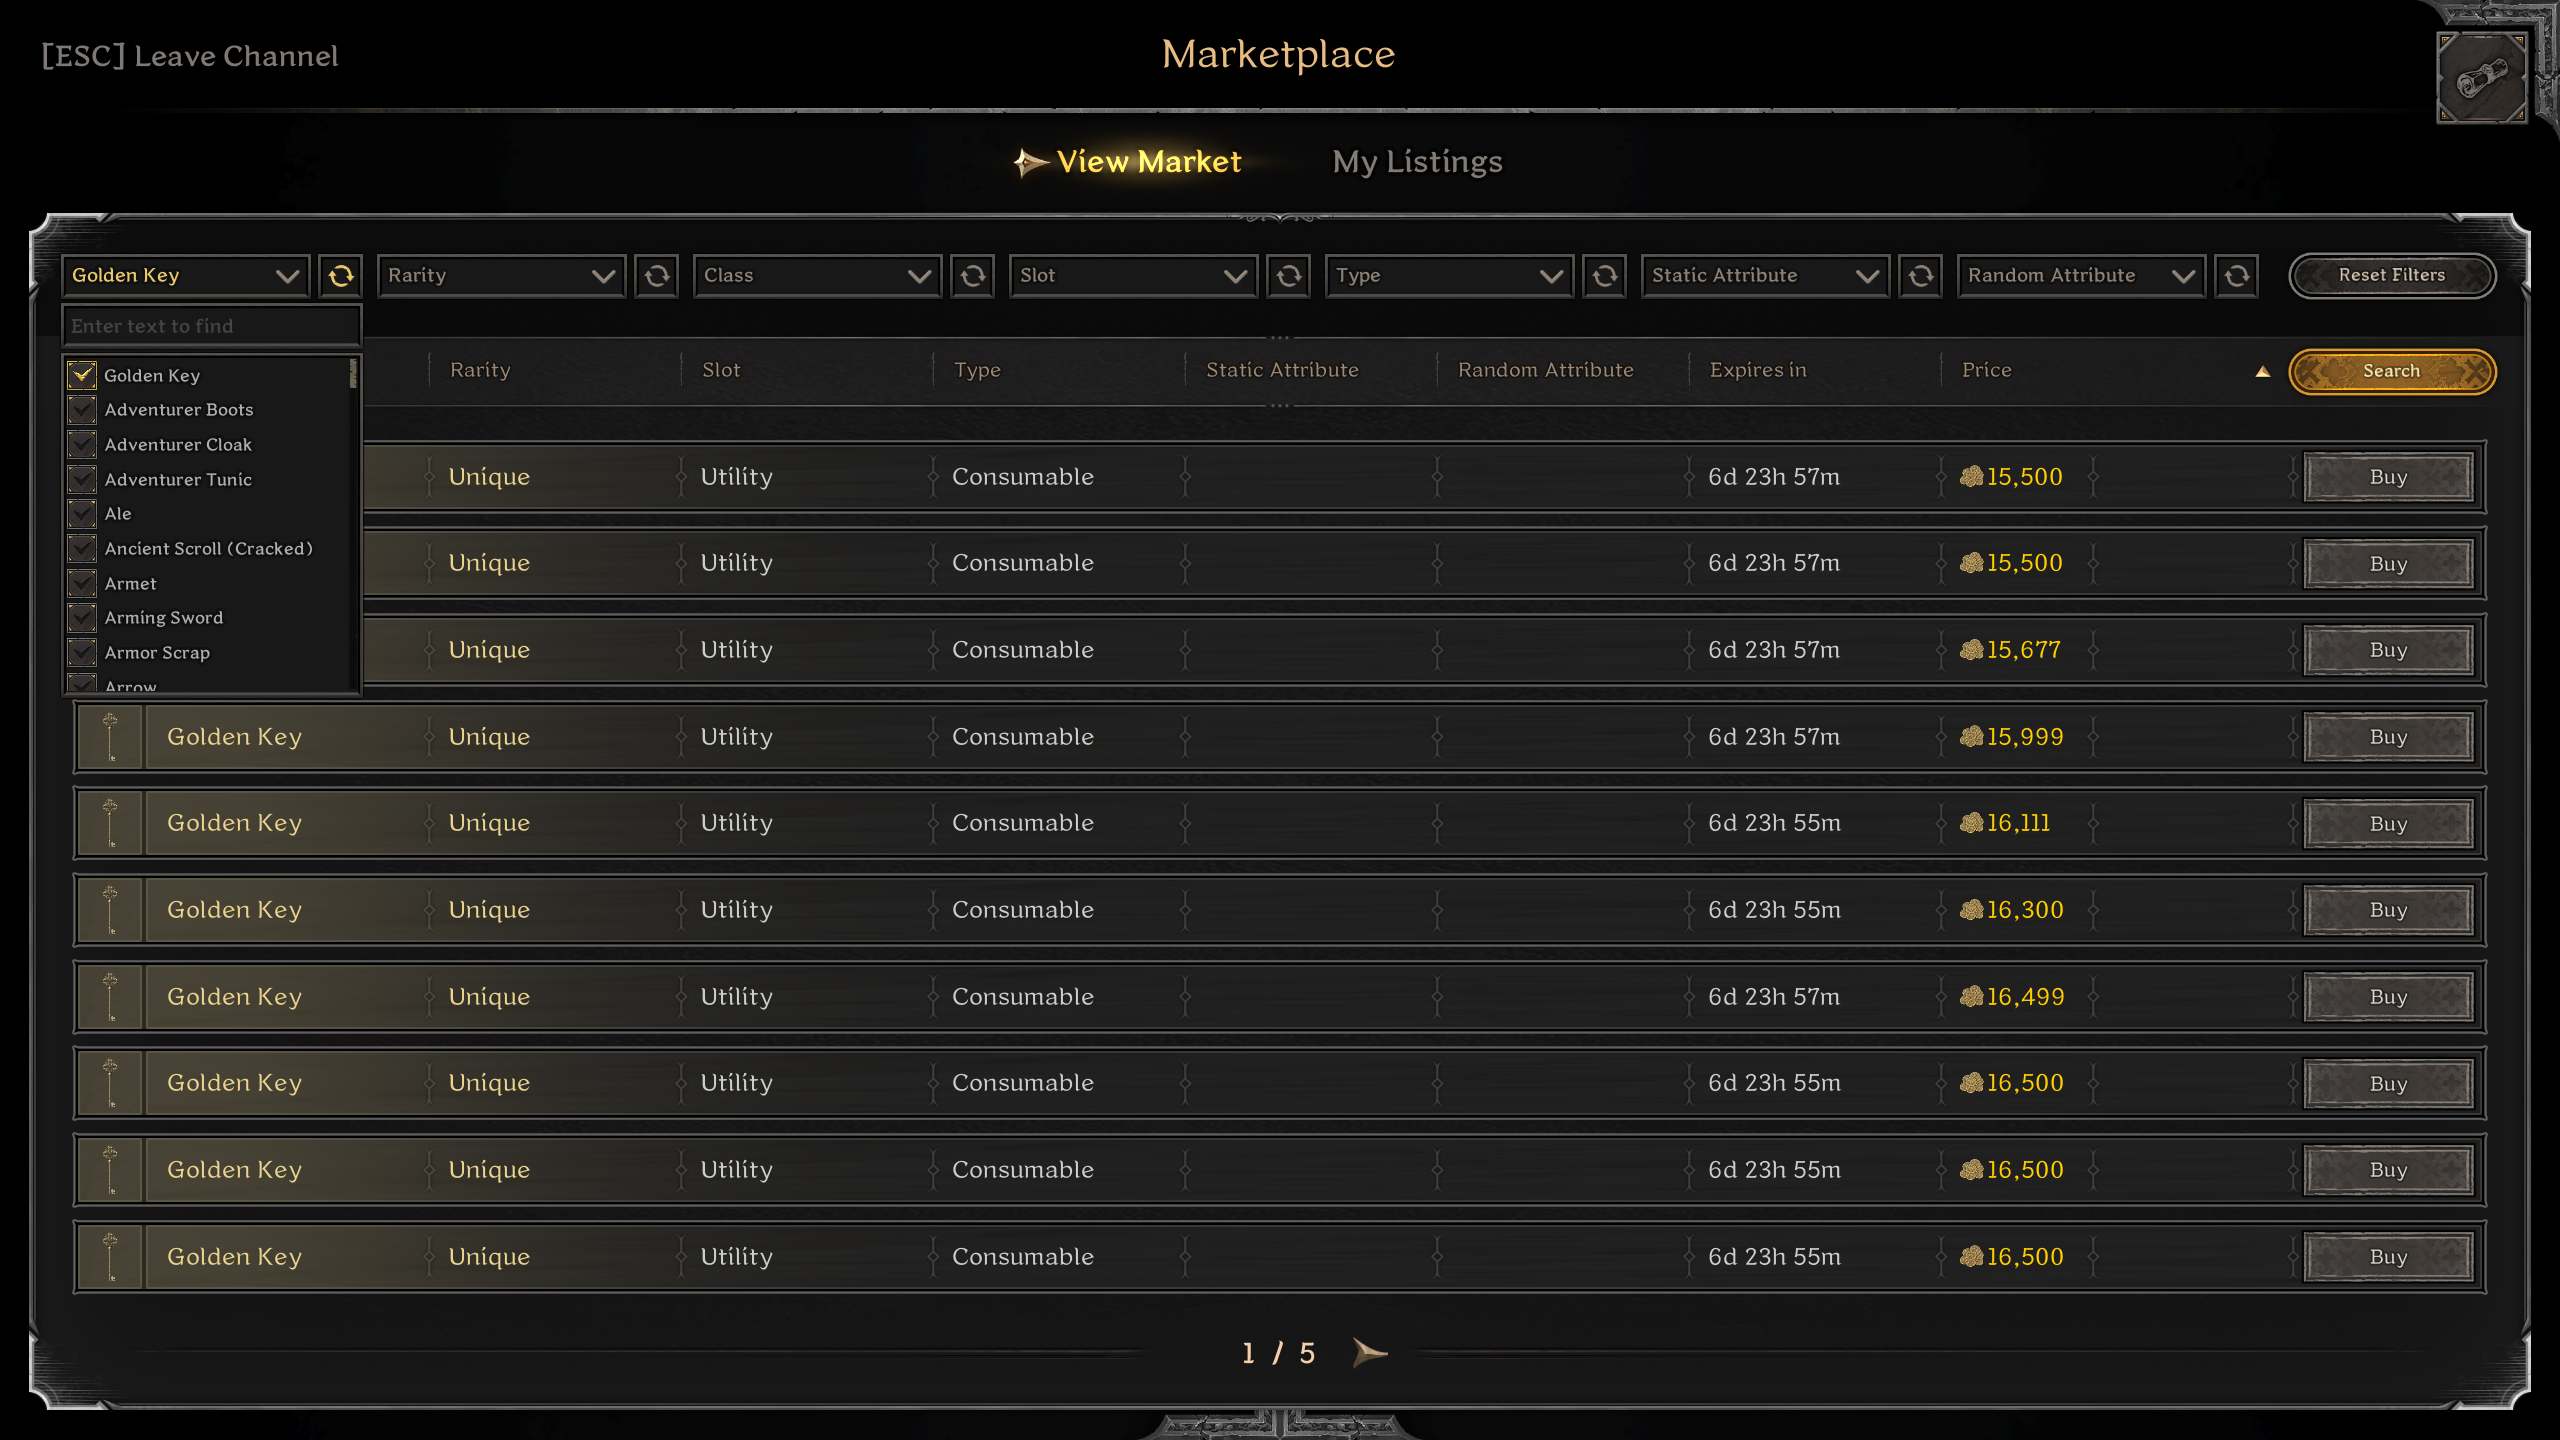 [ESC] Leave Channel
Marketplace
View Market My Listings
Golden Key Rarity Class Slot Type Static Attribute Random Attribute Reset Filters
Enter text to find
Rarity Slot Type Static Attribute Random Attribute Expires in Price Search
Golden Key
Adventurer Boots
Adventurer Cloak
Adventurer Tunic
Ale
Ancient Scroll (Cracked)
Armet
Arming Sword
Armor Scrap
Arrow
Unique Utility Consumable 6d 23h 57m 15,500 Buy
Unique Utility Consumable 6d 23h 57m 15,500 Buy
Unique Utility Consumable 6d 23h 57m 15,677 Buy
Golden Key Unique Utility Consumable 6d 23h 57m 15,999 Buy
Golden Key Unique Utility Consumable 6d 23h 55m 16,111 Buy
Golden Key Unique Utility Consumable 6d 23h 55m 16,300 Buy
Golden Key Unique Utility Consumable 6d 23h 57m 16,499 Buy
Golden Key Unique Utility Consumable 6d 23h 55m 16,500 Buy
Golden Key Unique Utility Consumable 6d 23h 55m 16,500 Buy
Golden Key Unique Utility Consumable 6d 23h 55m 16,500 Buy
1 / 5